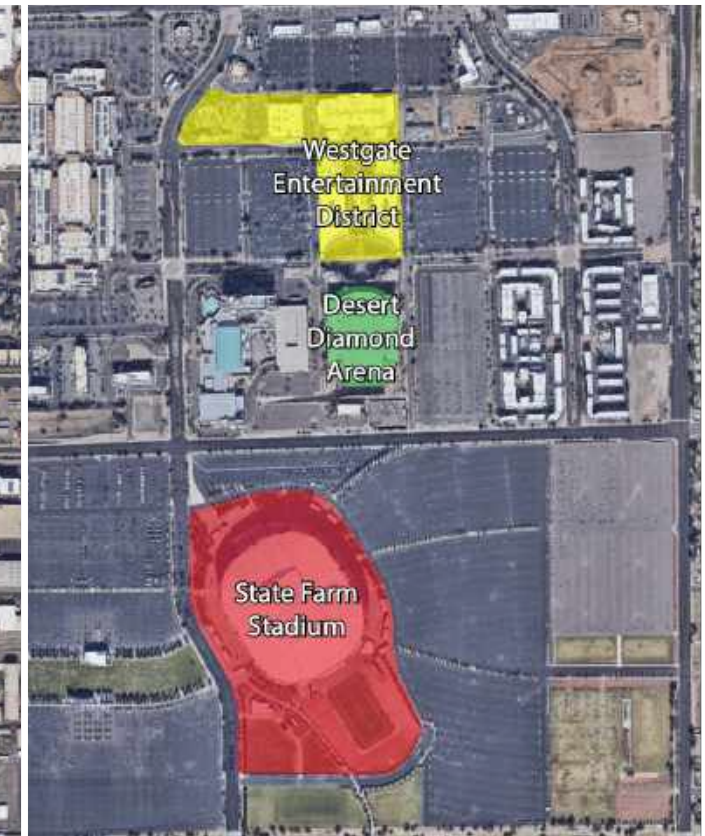 Westgate
Entertainment
District
Desert
Diamond
Arena
State Farm
Stadium